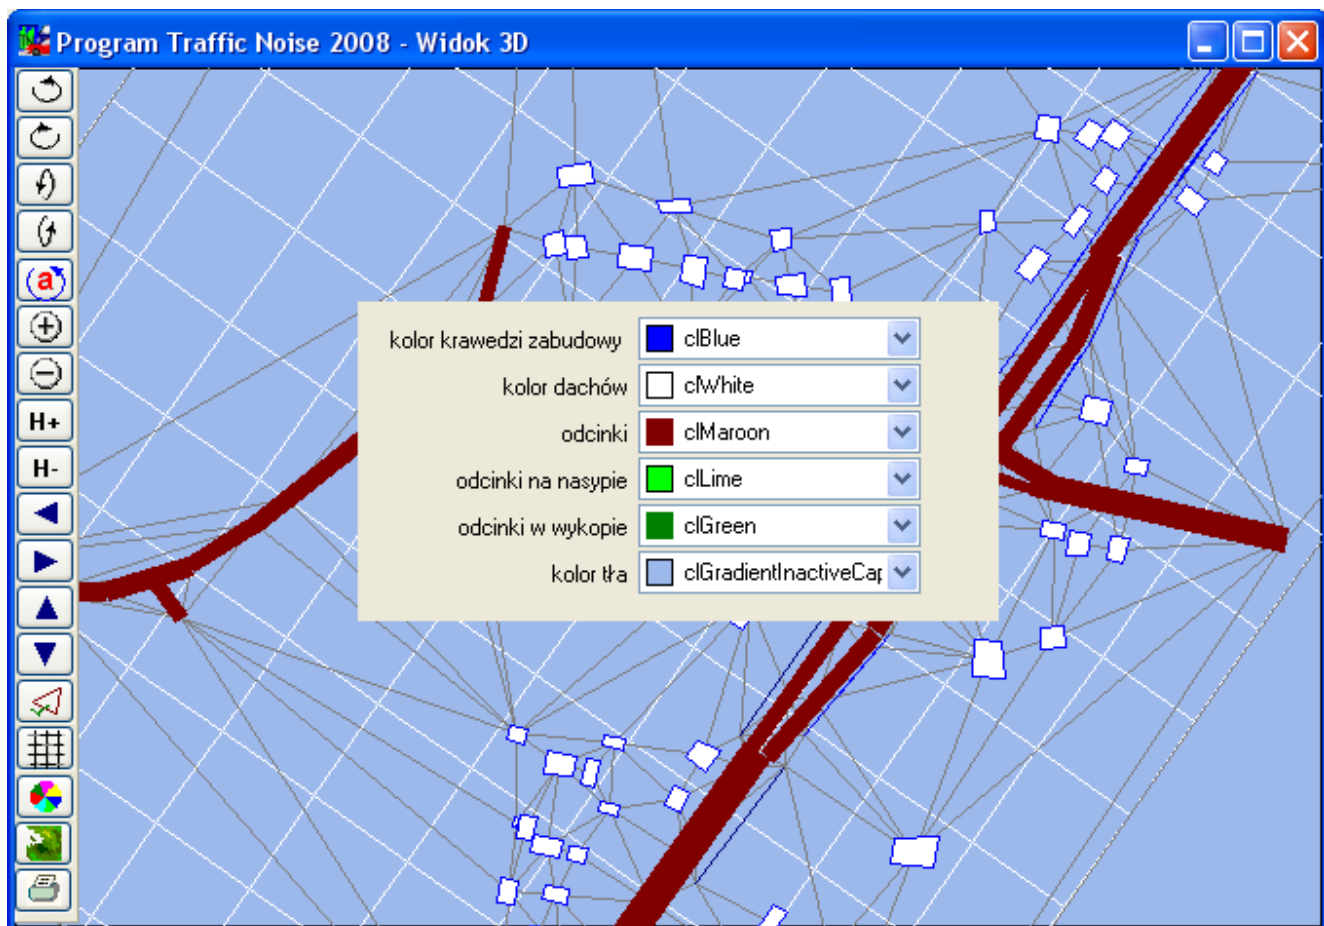 Program Traffic Noise 2008 - Widok 3D
a
H+
H-
kolor krawedzi zabudowy clBlue
kolor dachów clWhite
odcinki clMaroon
odcinki na nasypie clLime
odcinki w wykopie clGreen
kolor tła clGradientInactiveCap